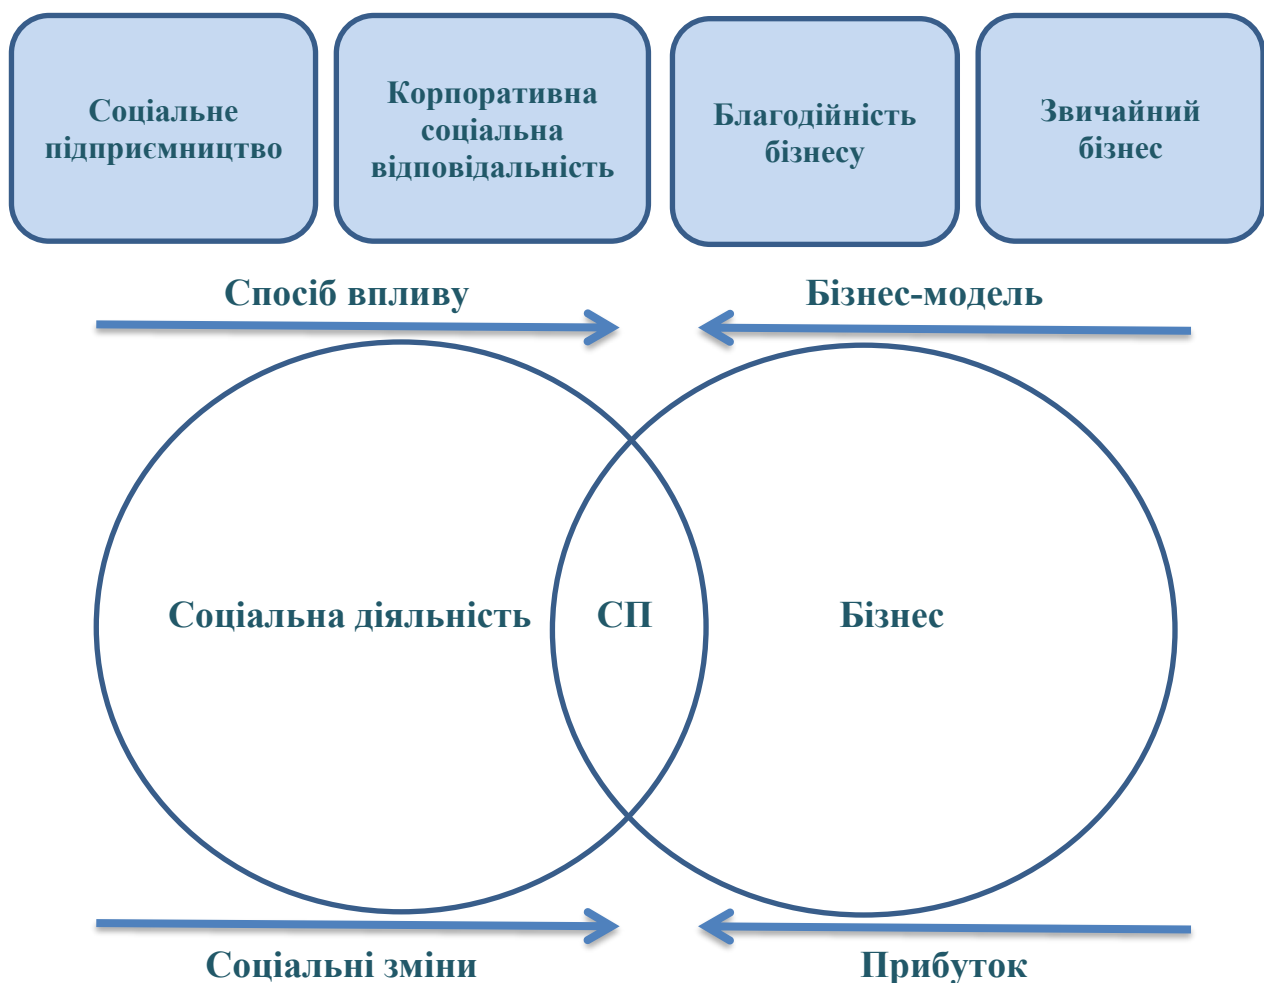 Соціальне
підприємництво
Корпоративна
соціальна
відповідальність
Благодійність
бізнесу
Звичайний
бізнес
Спосіб впливу
Бізнес-модель
Соціальна діяльність
СП
Бізнес
Соціальні зміни
Прибуток